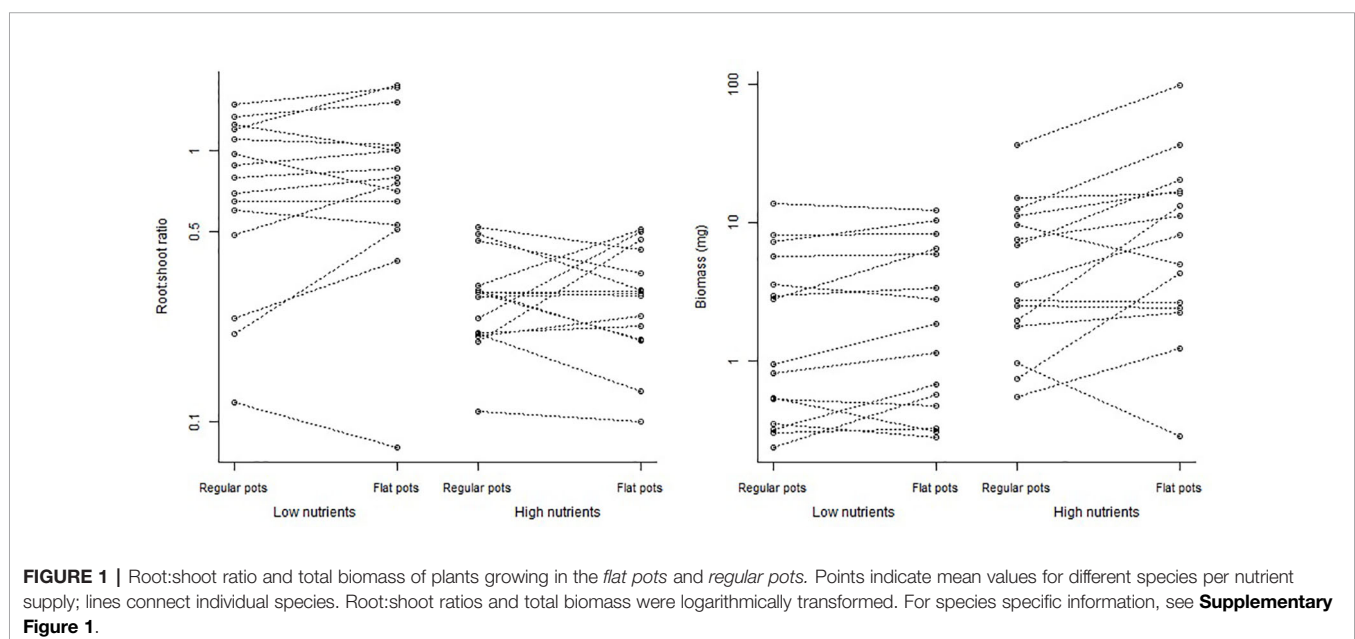 Root:shoot ratio
1
0.5
0.1
Regular pots
Flat pots
Regular pots
Flat pots
Low nutrients
High nutrients
Biomass (mg)
100
10
1
Regular pots
Flat pots
Regular pots
Flat pots
Low nutrients
High nutrients
FIGURE 1 | Root:shoot ratio and total biomass of plants growing in the flat pots and regular pots. Points indicate mean values for different species per nutrient
supply; lines connect individual species. Root:shoot ratios and total biomass were logarithmically transformed. For species specific information, see Supplementary
Figure 1.